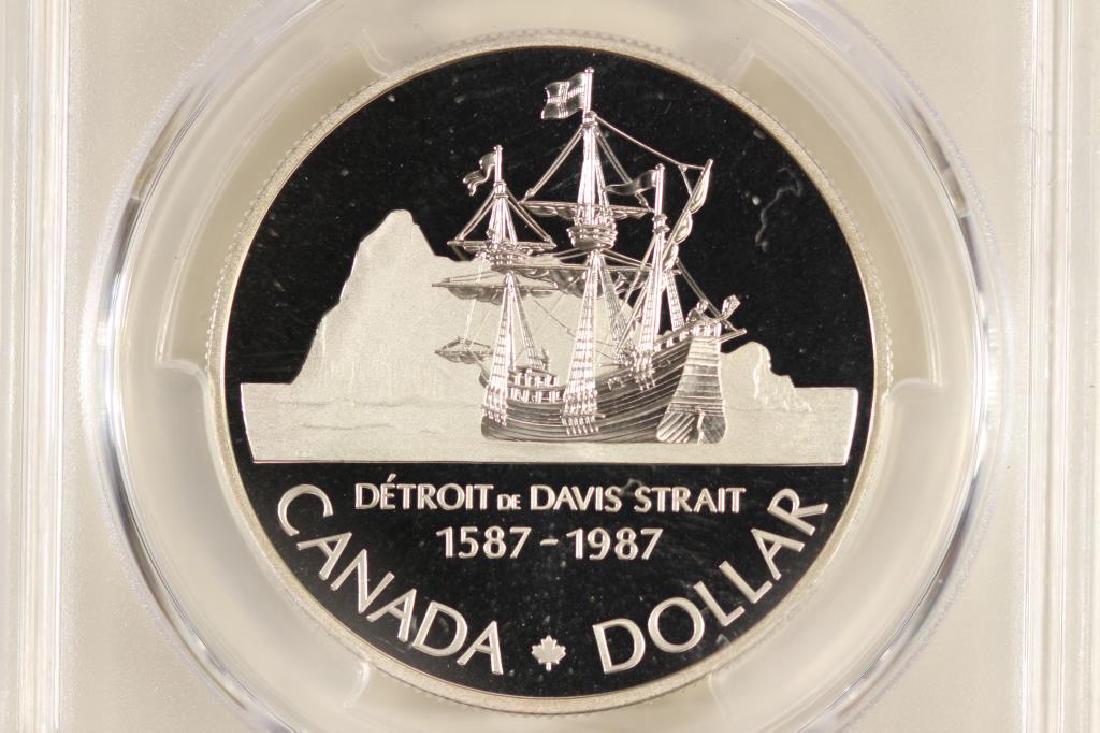 DÉTROIT DE DAVIS STRAIT
1587-1987
CANADA DOLLAR